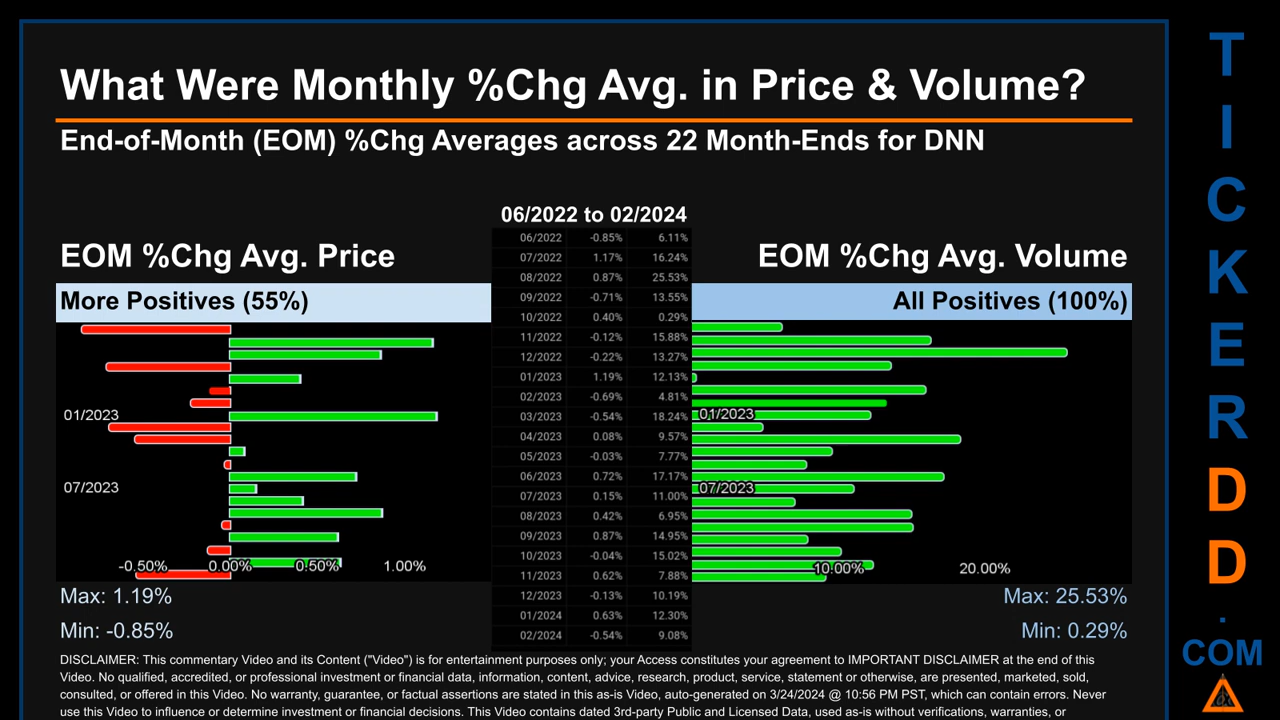 What Were Monthly %Chg Avg. in Price & Volume?
End-of-Month (EOM) %Chg Averages across 22 Month-Ends for DNN
06/2022 to 02/2024
EOM %Chg Avg. Price
EOM %Chg Avg. Volume
More Positives (55%)
All Positives (100%)
06/2022 -0.85% 6.11%
07/2022 1.17% 16.24%
08/2022 0.87% 25.53%
09/2022 -0.71% 13.55%
10/2022 0.40% 0.29%
11/2022 -0.12% 15.88%
12/2022 -0.22% 13.27%
01/2023 1.19% 12.13%
02/2023 -0.69% 4.81%
03/2023 -0.54% 18.24%
04/2023 0.08% 9.57%
05/2023 -0.03% 7.77%
06/2023 0.72% 17.17%
07/2023 0.15% 11.00%
08/2023 0.42% 6.95%
09/2023 0.87% 14.95%
10/2023 -0.04% 15.02%
11/2023 0.62% 7.88%
12/2023 -0.13% 10.19%
01/2024 0.63% 12.30%
02/2024 -0.54% 9.08%
01/2023
07/2023
-0.50% 0.00% 0.50% 1.00%
01/2023
07/2023
10.00% 20.00%
Max: 1.19%
Min: -0.85%
Max: 25.53%
Min: 0.29%
DISCLAIMER: This commentary Video and its Content ("Video") is for entertainment purposes only; your Access constitutes your agreement to IMPORTANT DISCLAIMER at the end of this
Video. No qualified, accredited, or professional investment or financial data, information, content, advice, research, product, service, statement or otherwise, are presented, marketed, sold,
consulted, or offered in this Video. No warranty, guarantee, or factual assertions are stated in this as-is Video, auto-generated on 3/24/2024 @ 10:56 PM PST, which can contain errors. Never
use this Video to influence or determine investment or financial decisions. This Video contains dated 3rd-party Public and Licensed Data, used as-is without verifications, warranties, or
T
I
C
K
E
R
D
D
.
COM